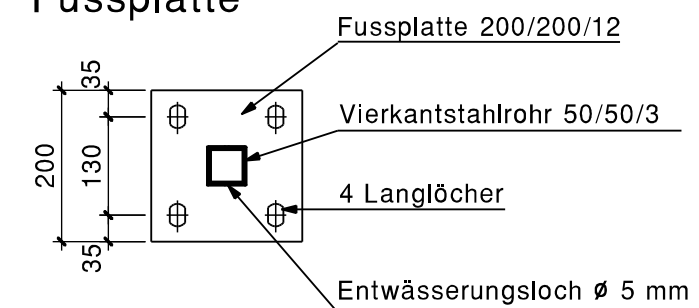 Fussplatte
Fussplatte 200/200/12
35
Vierkantstahlrohr 50/50/3
200
130
4 Langlöcher
35
Entwässerungsloch ø 5 mm